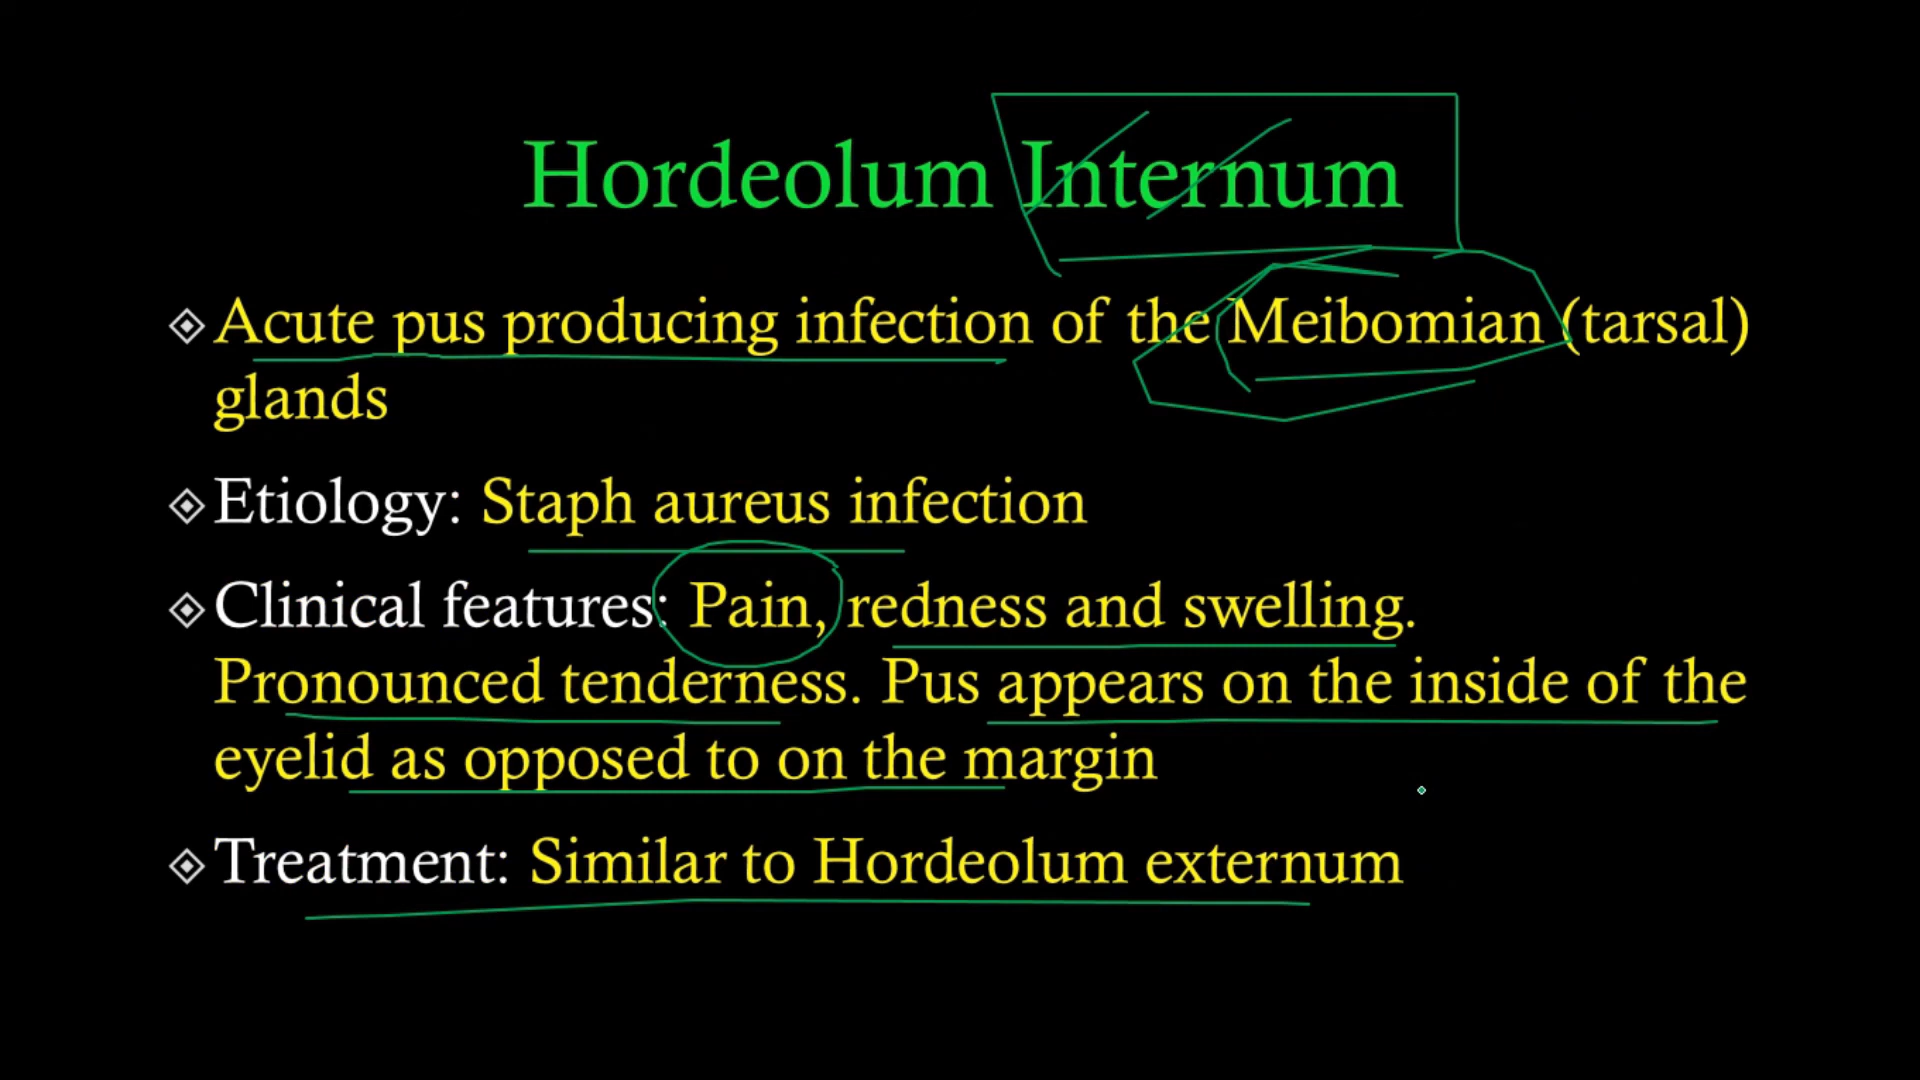 Hordeolum Internum
Acute pus producing infection of the Meibomian (tarsal)
glands
Etiology: Staph aureus infection
Clinical features: Pain, redness and swelling.
Pronounced tenderness. Pus appears on the inside of the
eyelid as opposed to on the margin
Treatment: Similar to Hordeolum externum